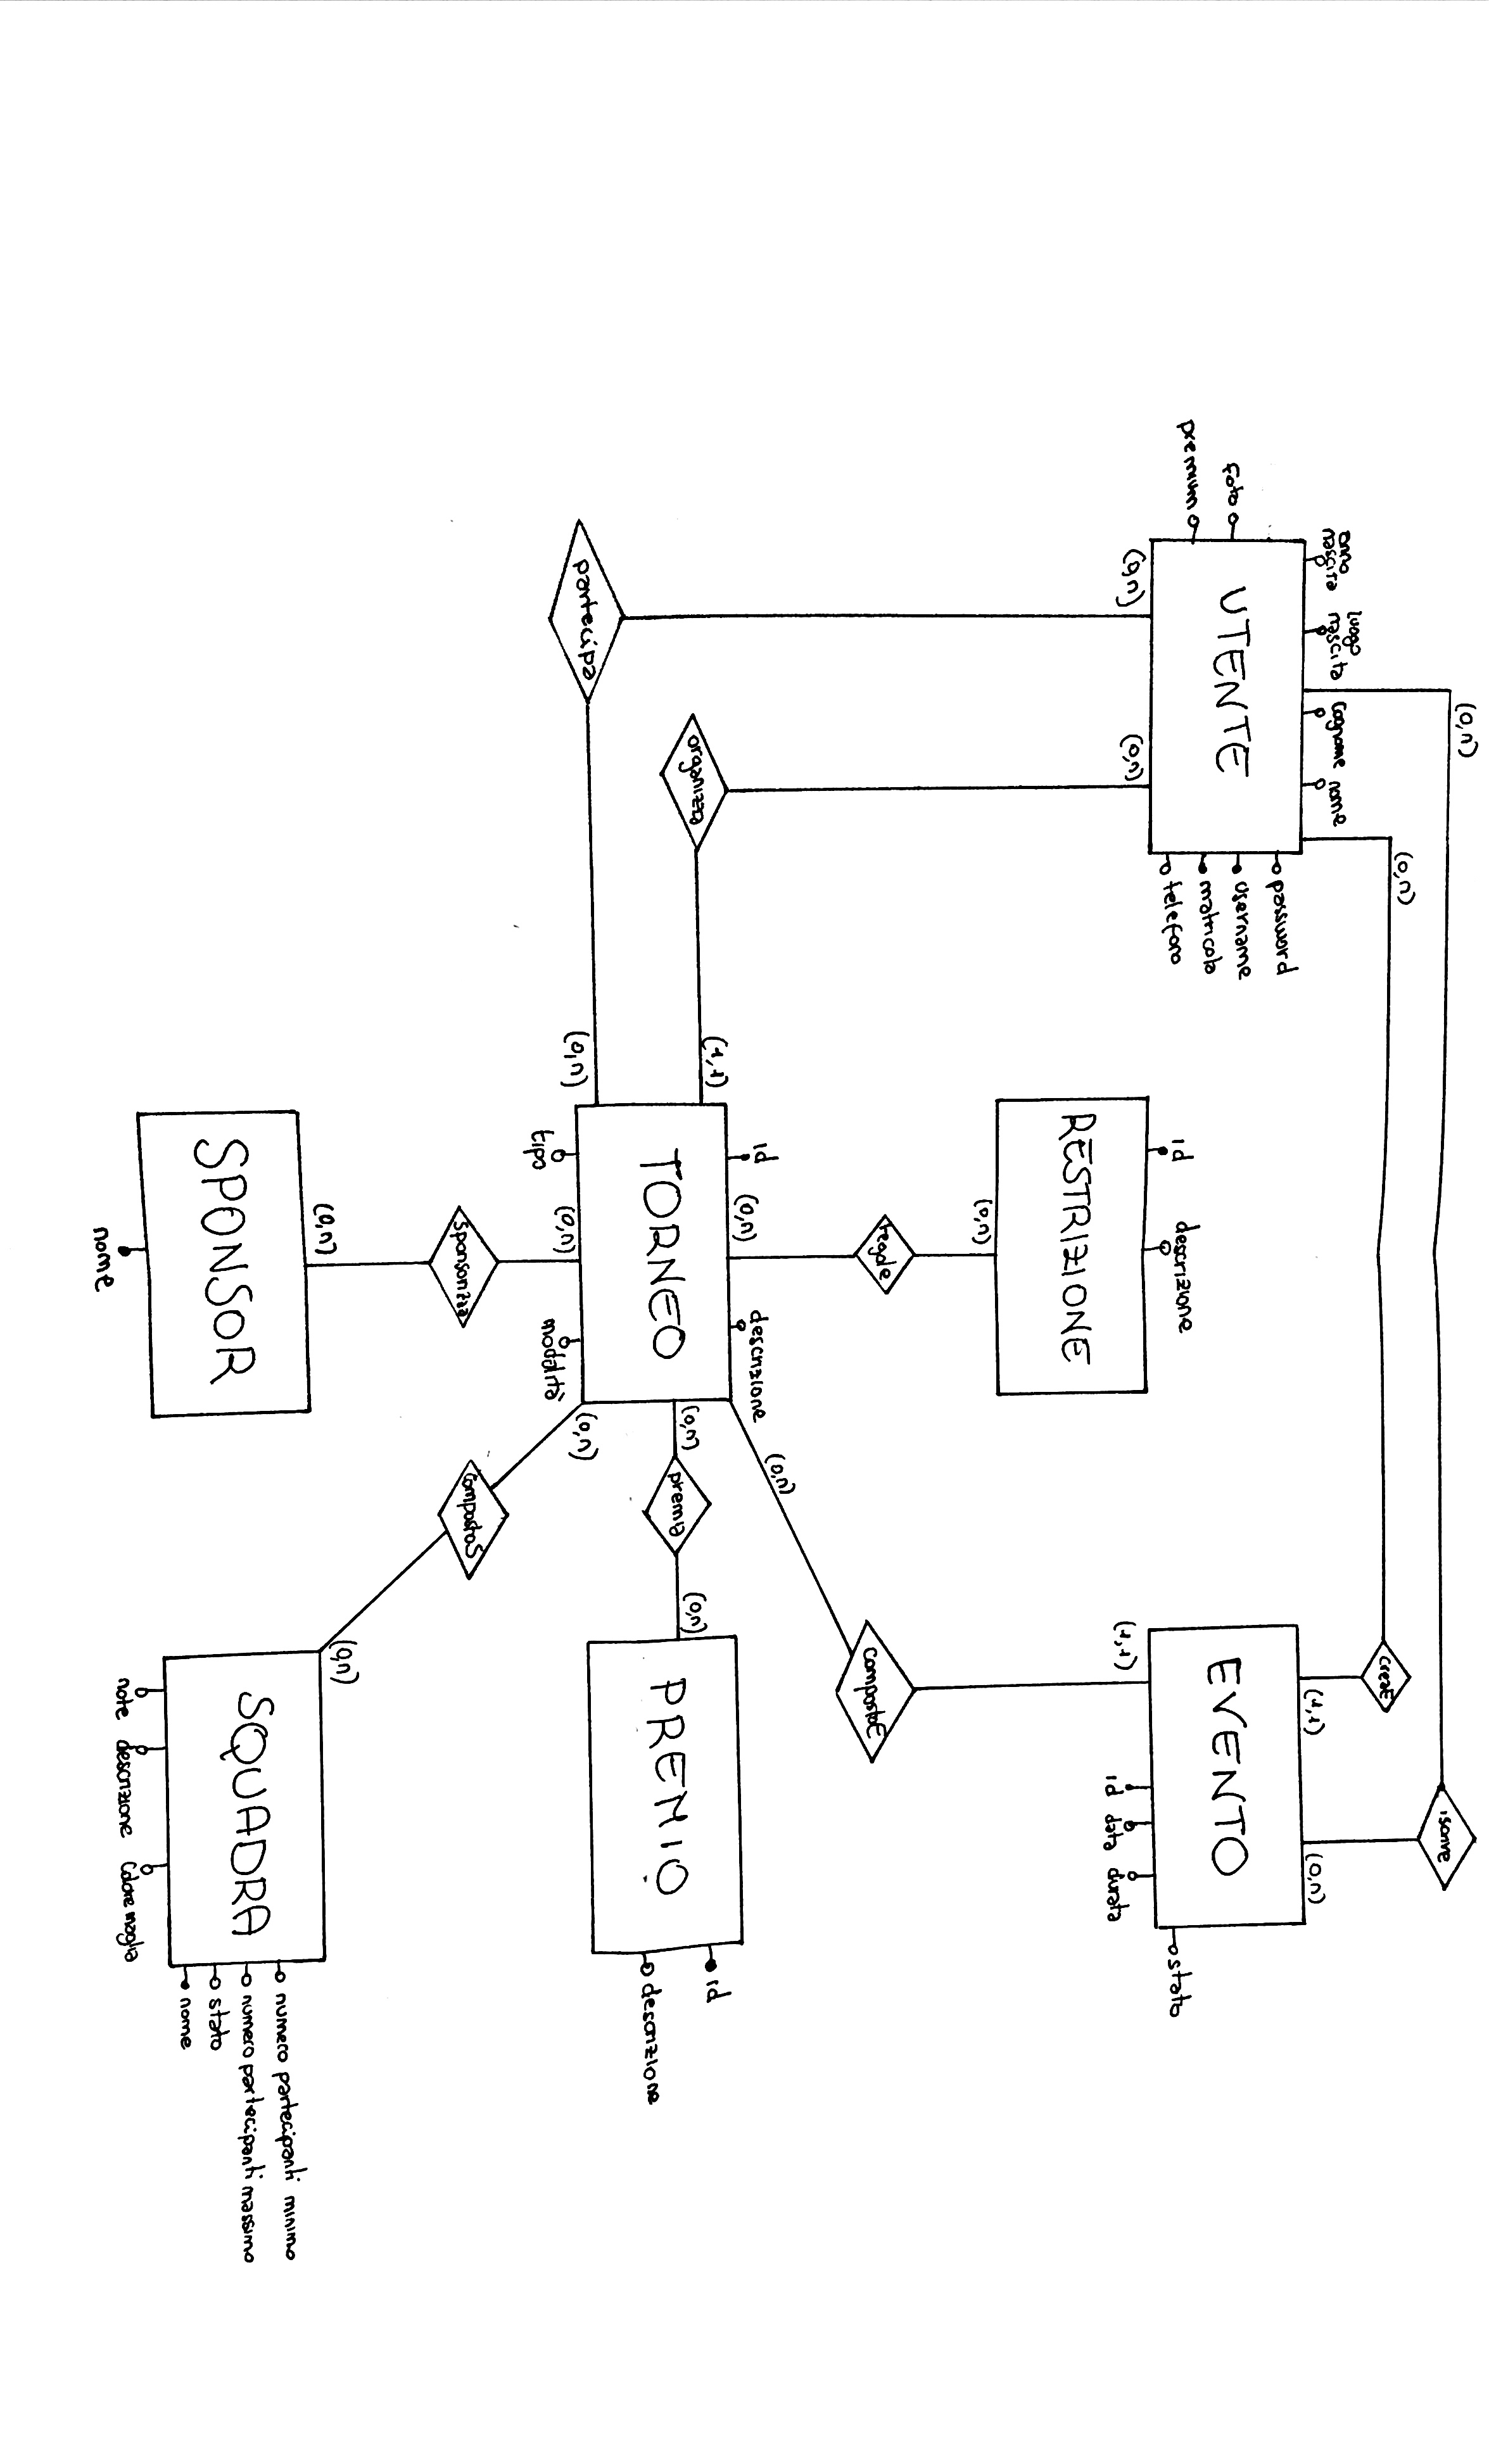 (0,n)
iscrive
(0,n)
creaE
anno
nascita
luogo
nascita
cognome
nome
(1,1)
(0,n)
password
username
matricola
telefono
foto
premium
UTENTE
EVENTO
stato
id
data
durata
(0,n)
(0,n)
id
descrizione
(1,1)
RESTRIZIONE
(0,n)
regole
compostoE
(0,n)
id
(0,n)
descrizione
organizza
(1,1)
TORNEO
(0,n)
premia
(0,n)
PREMIO
id
descrizione
partecipa
(0,n)
tipo
(0,n)
modalità
(0,n)
sponsorizza
compostoS
(0,n)
(0,n)
SPONSOR
nome
SQUADRA
numero partecipanti minimo
numero partecipanti massimo
stato
nome
note
descrizione
colore maglia